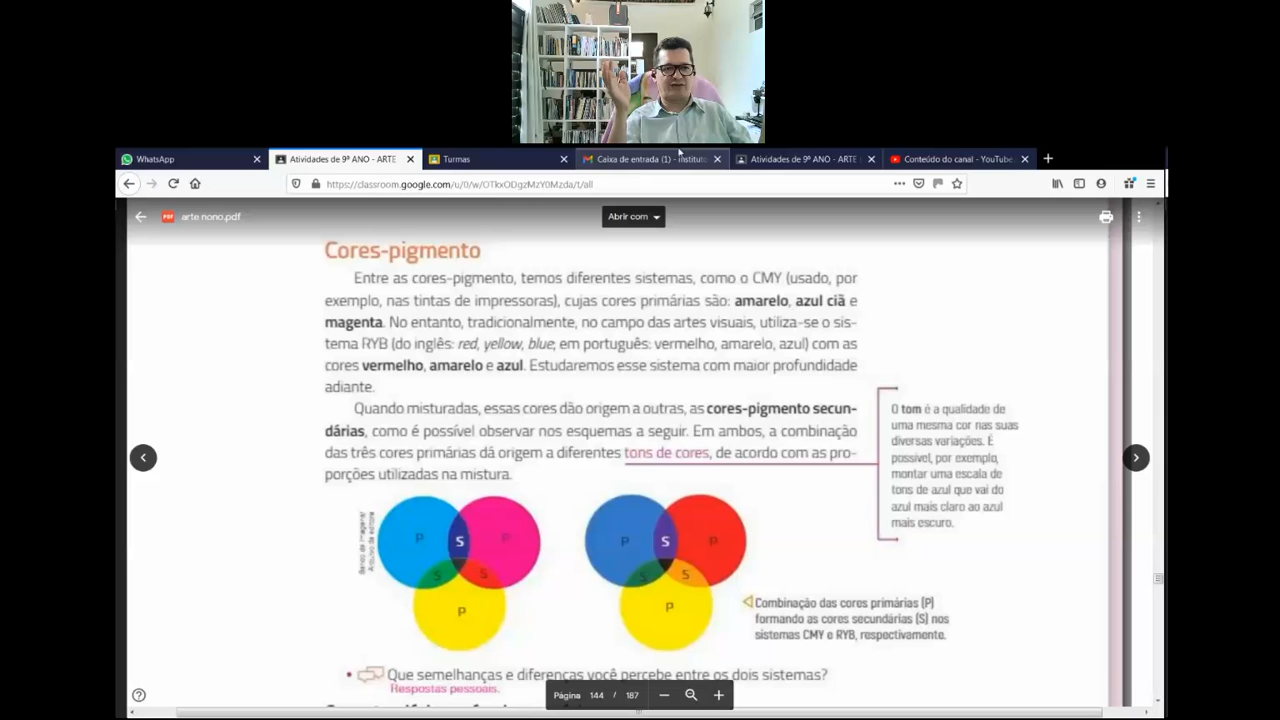 WhatsApp
Atividades de 9º ANO - ARTE
Turmas
Caixa de entrada (1) - Instituto
Atividades de 9º ANO - ARTE
Conteúdo do canal - YouTube
https://classroom.google.com/u/0/w/OTkxODgzMzY0Mzda/t/all
PDF arte nono.pdf
Abrir com
Cores-pigmento
Entre as cores-pigmento, temos diferentes sistemas, como o CMY (usado, por
exemplo, nas tintas de impressoras), cujas cores primárias são: amarelo, azul ciã e
magenta. No entanto, tradicionalmente, no campo das artes visuais, utiliza-se o sis-
tema RYB (do inglês: red, yellow, blue; em português: vermelho, amarelo, azul) com as
cores vermelho, amarelo e azul. Estudaremos esse sistema com maior profundidade
adiante.
Quando misturadas, essas cores dão origem a outras, as cores-pigmento secun-
dárias, como é possível observar nos esquemas a seguir. Em ambos, a combinação
das três cores primárias dá origem a diferentes tons de cores, de acordo com as pro-
porções utilizadas na mistura.
O tom é a qualidade de
uma mesma cor nas suas
diversas variações. É
possível, por exemplo,
montar uma escala de
tons de azul que vai do
azul mais claro ao azul
mais escuro.
Banco de imagens/
Arquivo da editora
P S P
S S
P
P S P
S S
P
Combinação das cores primárias (P)
formando as cores secundárias (S) nos
sistemas CMY e RYB, respectivamente.
• Que semelhanças e diferenças você percebe entre os dois sistemas?
Respostas pessoais.
Página 144 / 187